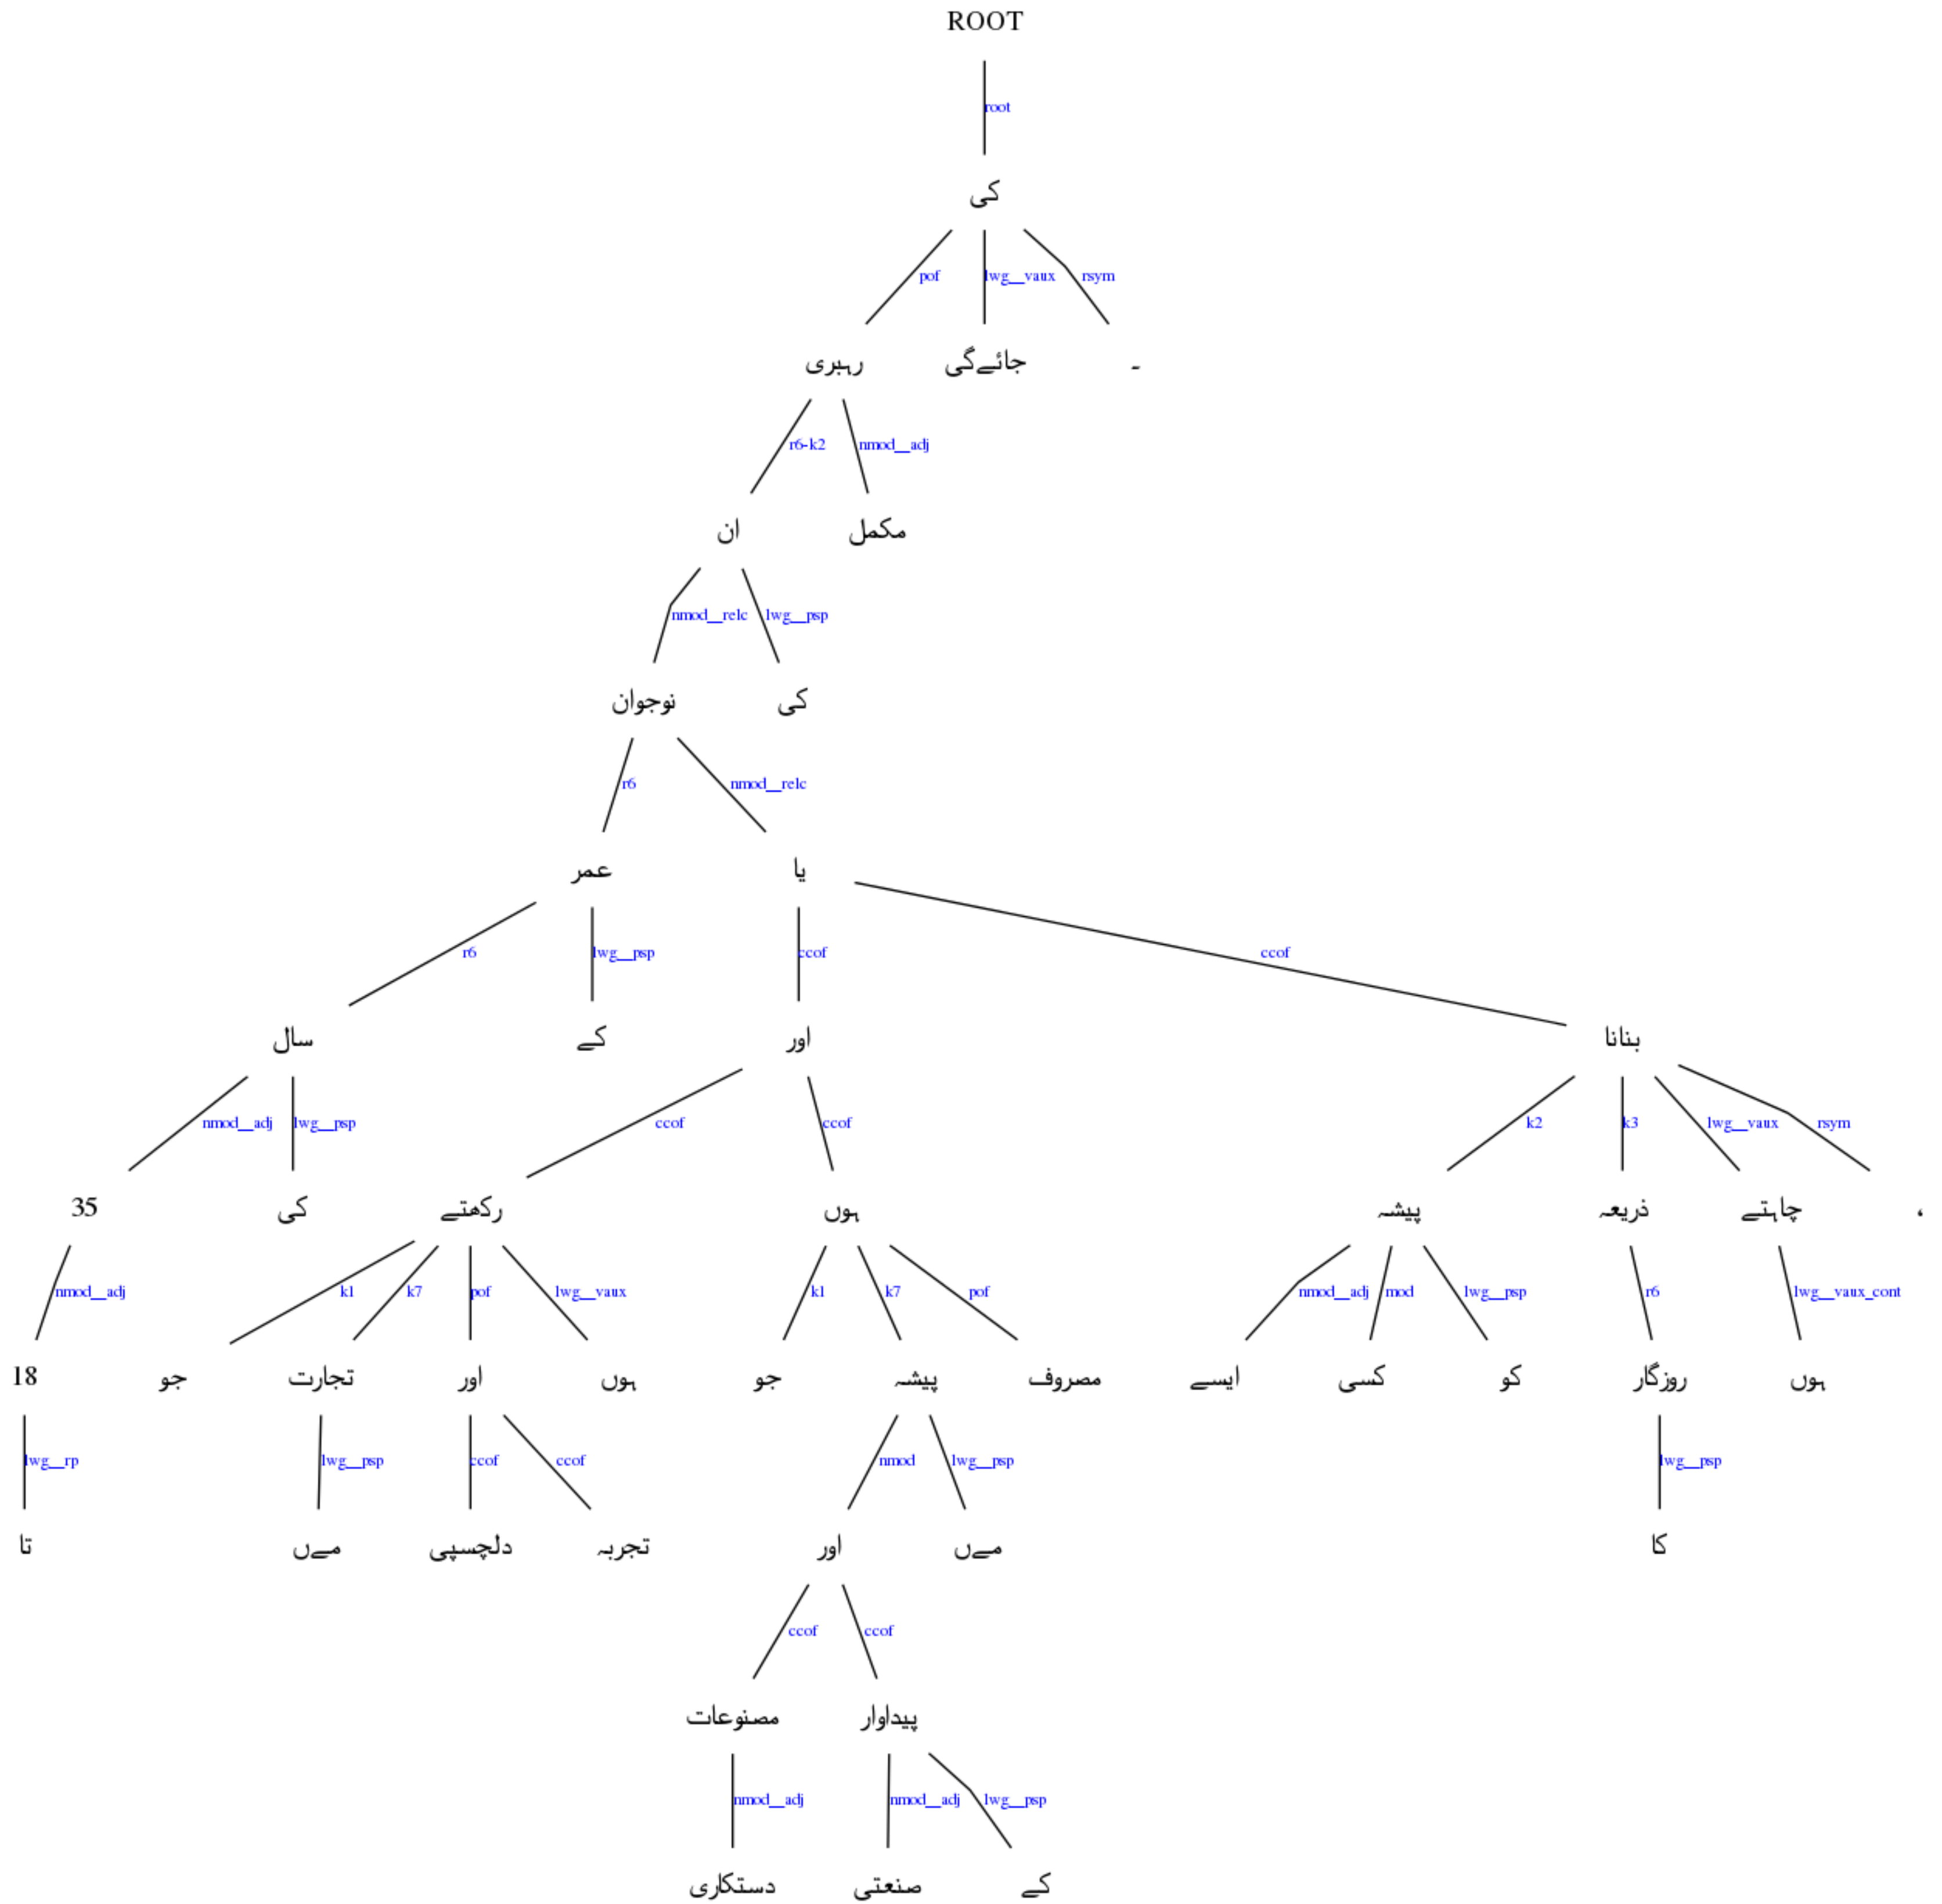 ROOT
root
کی
pof lwg__vaux rsym
رہبری جائےگی ۔
r6-k2 nmod__adj
ان مکمل
nmod__relc lwg__psp
نوجوان کی
r6 nmod__relc
عمر یا
r6 lwg__psp ccof ccof
سال کے اور بنانا
nmod__adj lwg__psp ccof ccof k2 k3 lwg__vaux rsym
35 کی رکھتے ہوں پیشہ ذریعہ چاہتے ،
nmod__adj k1 k7 pof lwg__vaux k1 k7 pof nmod__adj mod lwg__psp r6 lwg__vaux_cont
18 جو تجارت اور ہوں جو پیشہ مصروف ایسے کسی کو روزگار ہوں
lwg__rp lwg__psp ccof ccof nmod lwg__psp lwg__psp
تا مےں دلچسپی تجربہ اور مےں کا
ccof ccof
مصنوعات پیداوار
nmod__adj nmod__adj lwg__psp
دستکاری صنعتی کے